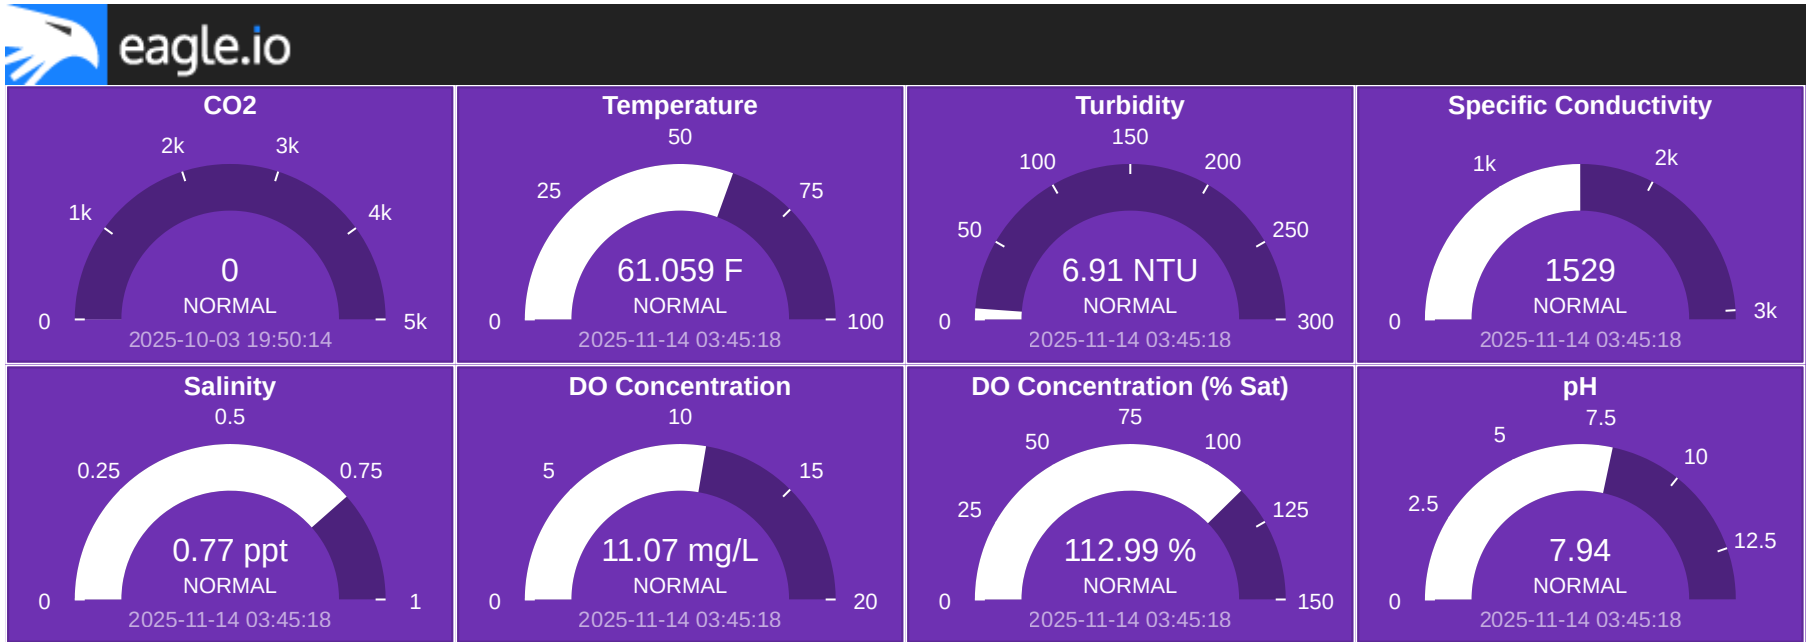 eagle.io
CO2
2k
3k
1k
4k
0
NORMAL
0
5k
2025-10-03 19:50:14
Temperature
50
25
75
61.059 F
NORMAL
0
100
2025-11-14 03:45:18
Turbidity
150
100
200
50
250
6.91 NTU
NORMAL
0
300
2025-11-14 03:45:18
Specific Conductivity
1k
2k
1529
NORMAL
3k
0
2025-11-14 03:45:18
Salinity
0.5
0.25
0.75
0.77 ppt
NORMAL
0
1
2025-11-14 03:45:18
DO Concentration
10
5
15
11.07 mg/L
NORMAL
0
20
2025-11-14 03:45:18
DO Concentration (% Sat)
75
50
100
25
125
112.99 %
NORMAL
0
150
2025-11-14 03:45:18
pH
7.5
5
10
2.5
12.5
7.94
NORMAL
0
2025-11-14 03:45:18